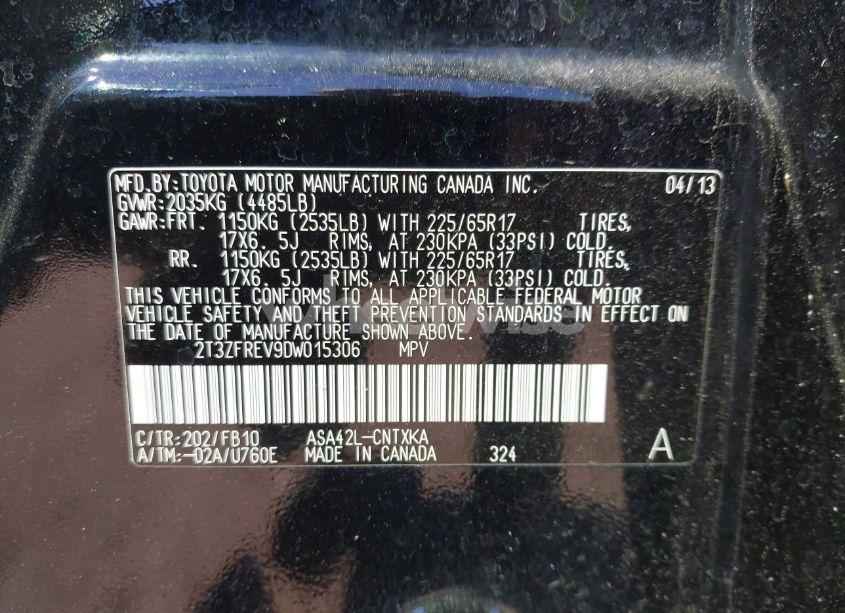 MFD.BY:TOYOTA MOTOR MANUFACTURING CANADA INC. 04/13
GVWR:2035KG (4485LB)
GAWR:FRT. 1150KG (2535LB) WITH 225/65R17 TIRES,
17X6. 5J RIMS, AT 230KPA (33PSI) COLD.
RR. 1150KG (2535LB) WITH 225/65R17 TIRES,
17X6. 5J RIMS, AT 230KPA (33PSI) COLD.
THIS VEHICLE CONFORMS TO ALL APPLICABLE FEDERAL MOTOR
VEHICLE SAFETY AND THEFT PREVENTION STANDARDS IN EFFECT ON
THE DATE OF MANUFACTURE SHOWN ABOVE.
2T3ZFREV9DW015306 MPV
C/TR:202/FB10 ASA42L-CNTXKA
A/TM:-02A/U760E MADE IN CANADA 324 A